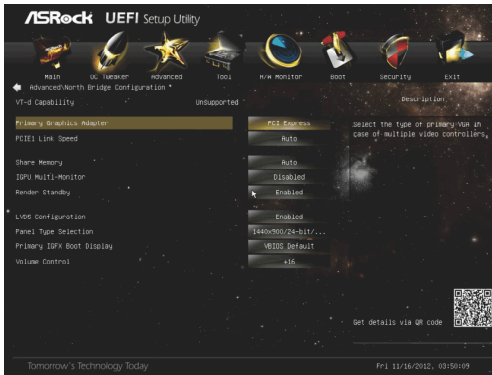 ASRock UEFI Setup Utility
Main OC Tweaker Advanced Tool H/W Monitor Boot Security Exit
Advanced\North Bridge Configuration
Description
VT-d Capability Unsupported
Primary Graphics Adapter PCI Express
Select the type of primary VGA in
case of multiple video controllers.
PCIE1 Link Speed Auto
Share Memory Auto
IGPU Multi-Monitor Disabled
Render Standby Enabled
LVDS Configuration Enabled
Panel Type Selection 1440x900/24-bit/...
Primary IGFX Boot Display VBIOS Default
Volume Control +16
Get details via QR code
Tomorrow's Technology Today
Fri 11/16/2012, 03:50:09